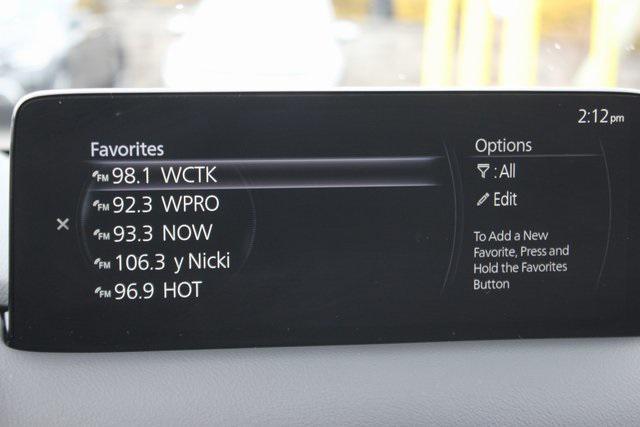 2:12pm
Favorites
FM 98.1 WCTK
FM 92.3 WPRO
FM 93.3 NOW
FM 106.3 y Nicki
FM 96.9 HOT
Options
: All
Edit
To Add a New
Favorite, Press and
Hold the Favorites
Button